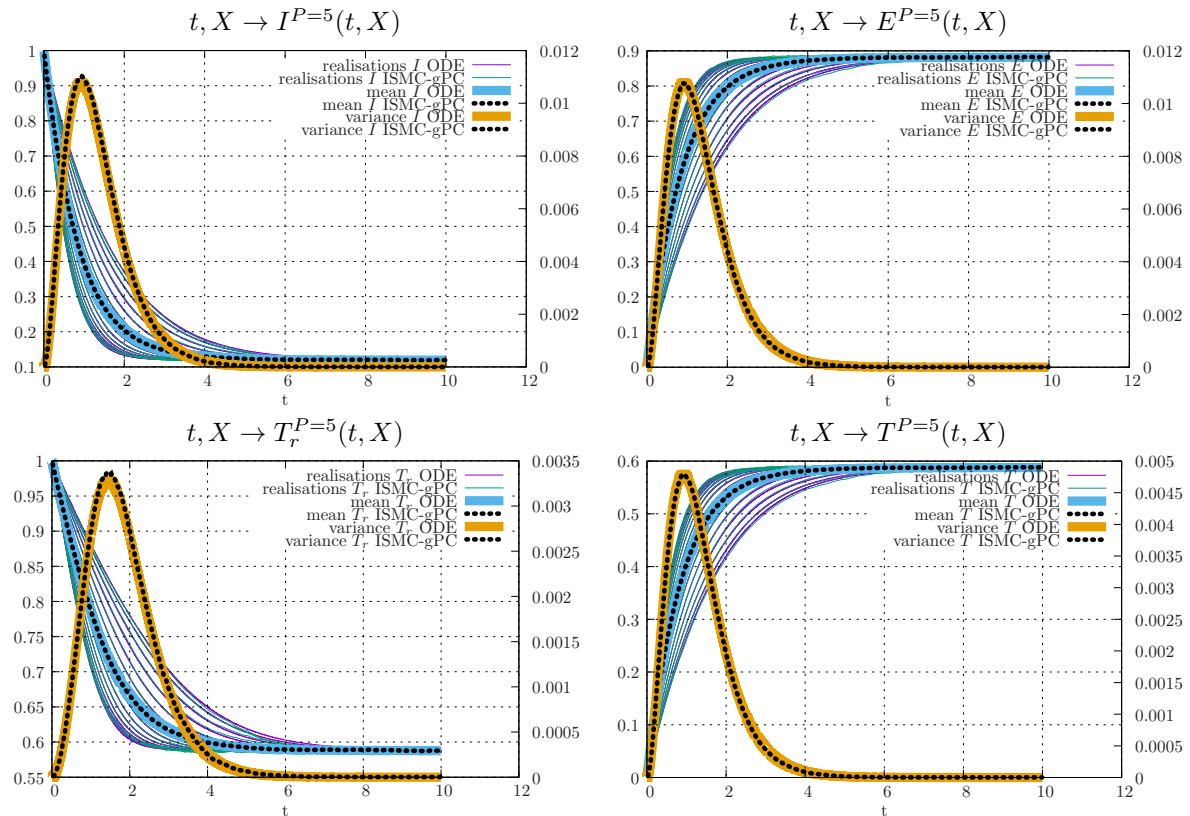 t, X → I^{P=5}(t, X)
1
0.9
0.8
0.7
0.6
0.5
0.4
0.3
0.2
0.1
0 2 4 6 8 10 12
t
0.012
0.01
0.008
0.006
0.004
0.002
0
realisations I ODE
realisations I ISMC-gPC
mean I ODE
mean I ISMC-gPC
variance I ODE
variance I ISMC-gPC
t, X → E^{P=5}(t, X)
0.9
0.8
0.7
0.6
0.5
0.4
0.3
0.2
0.1
0
0 2 4 6 8 10 12
t
0.012
0.01
0.008
0.006
0.004
0.002
0
realisations E ODE
realisations E ISMC-gPC
mean E ODE
mean E ISMC-gPC
variance E ODE
variance E ISMC-gPC
t, X → T_r^{P=5}(t, X)
1
0.95
0.9
0.85
0.8
0.75
0.7
0.65
0.6
0.55
0 2 4 6 8 10 12
t
0.0035
0.003
0.0025
0.002
0.0015
0.001
0.0005
0
realisations T_r ODE
realisations T_r ISMC-gPC
mean T_r ODE
mean T_r ISMC-gPC
variance T_r ODE
variance T_r ISMC-gPC
t, X → T^{P=5}(t, X)
0.6
0.5
0.4
0.3
0.2
0.1
0
0 2 4 6 8 10 12
t
0.005
0.0045
0.004
0.0035
0.003
0.0025
0.002
0.0015
0.001
0.0005
0
realisations T ODE
realisations T ISMC-gPC
mean T ODE
mean T ISMC-gPC
variance T ODE
variance T ISMC-gPC